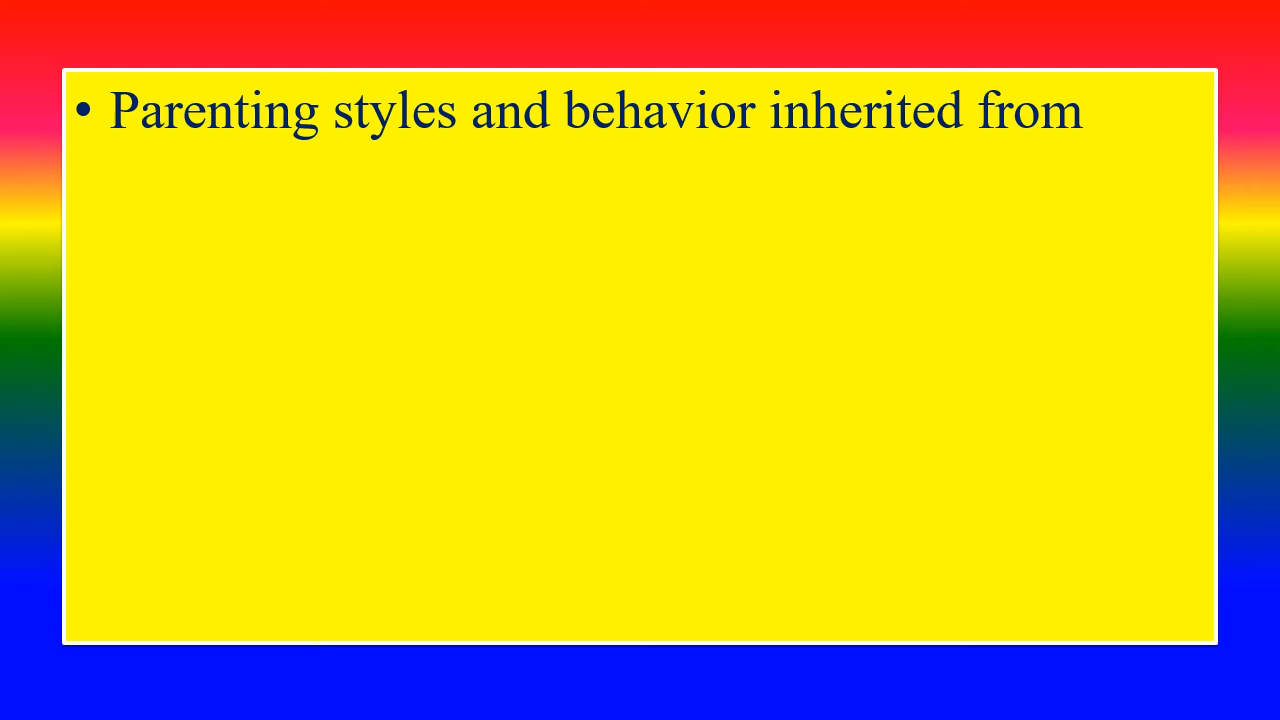 • Parenting styles and behavior inherited from